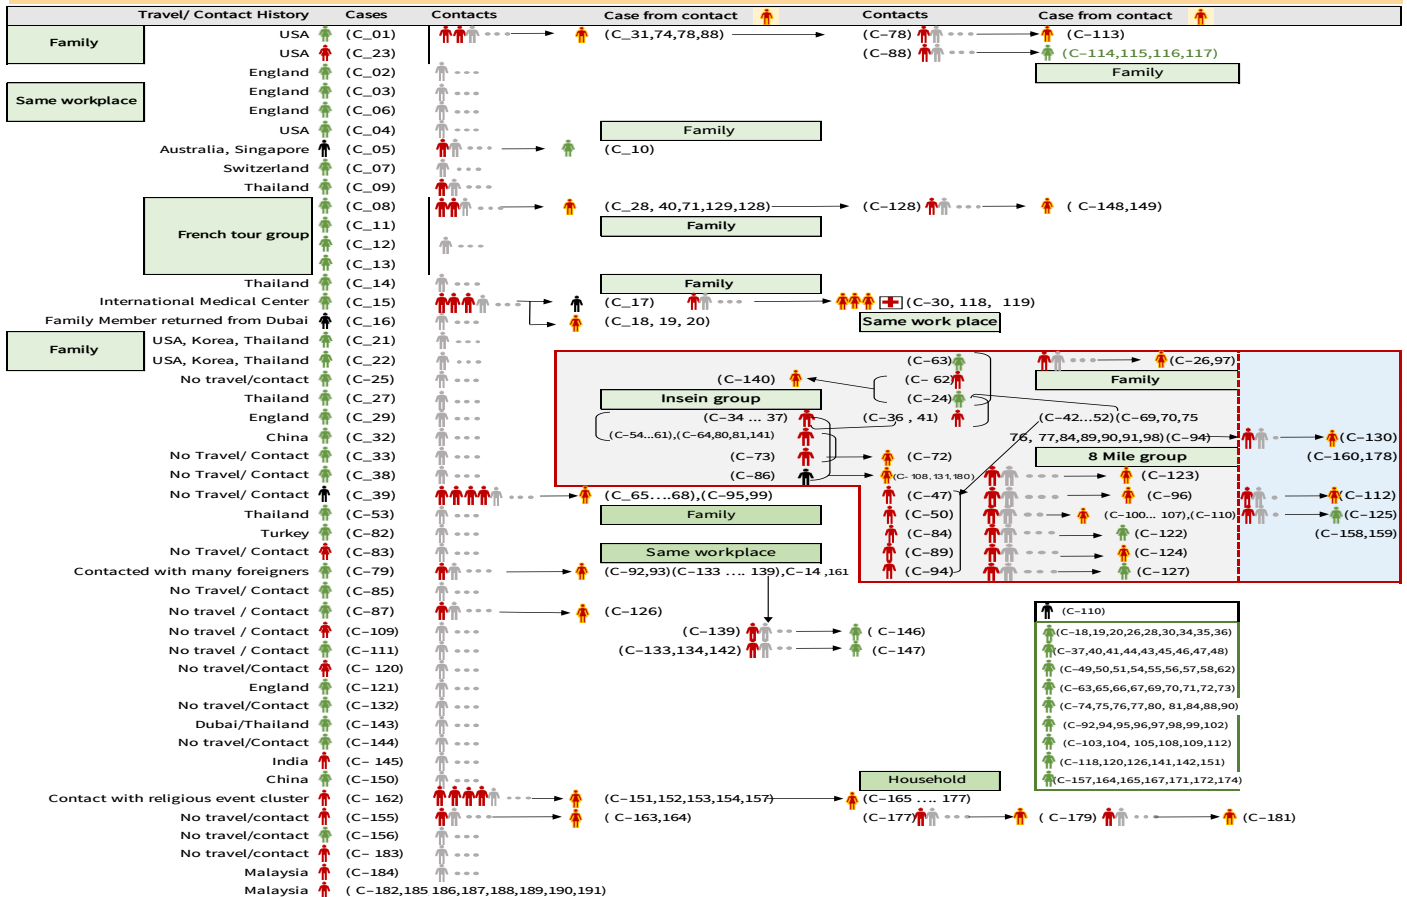 Travel/ Contact History Cases Contacts Case from contact Contacts Case from contact
Family USA (C_01) (C_31,74,78,88) (C-78) (C-113)
USA (C_23) (C-88) (C-114,115,116,117)
England (C_02) Family
Same workplace England (C_03)
England (C_06)
USA (C_04) Family
Australia, Singapore (C_05) (C_10)
Switzerland (C_07)
Thailand (C_09)
French tour group (C_08) (C_28, 40,71,129,128) (C-128) ( C-148,149)
(C_11) Family
(C_12)
(C_13)
Thailand (C_14) Family
International Medical Center (C_15) (C_17) (C-30, 118, 119)
Family Member returned from Dubai (C_16) (C_18, 19, 20) Same work place
Family USA, Korea, Thailand (C_21)
USA, Korea, Thailand (C_22) (C-63) (C-26,97)
No travel/contact (C-25) (C-140) (C- 62) Family
Thailand (C_27) Insein group (C-24)
England (C_29) (C-34 ... 37) (C-36 , 41) (C-42...52)(C-69,70,75
China (C_32) (C-54...61),(C-64,80,81,141) 76, 77,84,89,90,91,98)(C-94) (C-130)
No Travel/ Contact (C_33) (C-73) (C-72) 8 Mile group (C-160,178)
No Travel/ Contact (C_38) (C-86) (C- 108,131,180) (C-123)
No Travel/ Contact (C_39) (C_65....68),(C-95,99) (C-47) (C-96) (C-112)
Thailand (C-53) Family (C-50) (C-100... 107),(C-110) (C-125)
Turkey (C-82) (C-84) (C-122) (C-158,159)
No Travel/ Contact (C-83) Same workplace (C-89) (C-124)
Contacted with many foreigners (C-79) (C-92,93)(C-133 .... 139),C-14 ,161 (C-94) (C-127)
No Travel/ Contact (C-85)
No travel / Contact (C-87) (C-126) (C-110)
No travel / Contact (C-109) (C-139) ( C-146) (C-18,19,20,26,28,30,34,35,36)
No travel / Contact (C-111) (C-133,134,142) (C-147) (C-37,40,41,44,43,45,46,47,48)
No travel/Contact (C- 120) (C-49,50,51,54,55,56,57,58,62)
England (C-121) (C-63,65,66,67,69,70,71,72,73)
No travel/Contact (C-132) (C-74,75,76,77,80, 81,84,88,90)
Dubai/Thailand (C-143) (C-92,94,95,96,97,98,99,102)
No travel/Contact (C-144) (C-103,104, 105,108,109,112)
India (C- 145) (C-118,120,126,141,142,151)
China (C-150) Household (C-157,164,165,167,171,172,174)
Contact with religious event cluster (C- 162) (C-151,152,153,154,157) (C-165 .... 177)
No travel/contact (C-155) ( C-163,164) (C-177) ( C-179) (C-181)
No travel/contact (C-156)
No travel/contact (C- 183)
Malaysia (C-184)
Malaysia ( C-182,185 186,187,188,189,190,191)